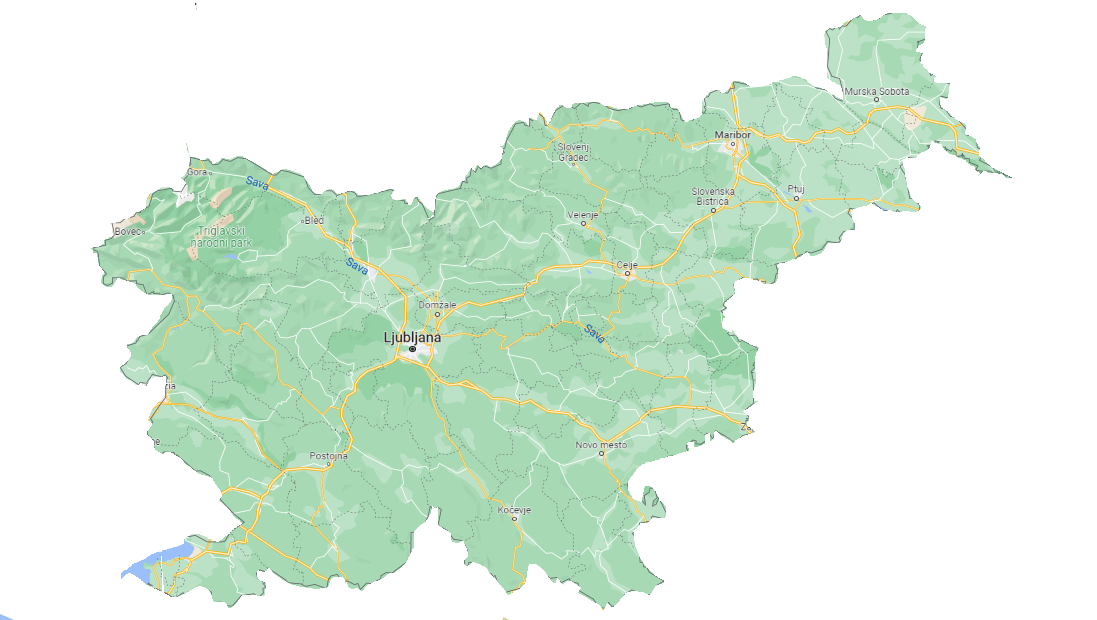 Murska Sobota
Maribor
Slovenj
Gradec
Gora
Sava
Slovenska
Bistrica
Ptuj
Bled
Velenje
Bovec
Triglavski
narodni park
Sava
Celje
Domžale
Sava
Ljubljana
zia
Novo mesto
Postojna
Kočevje